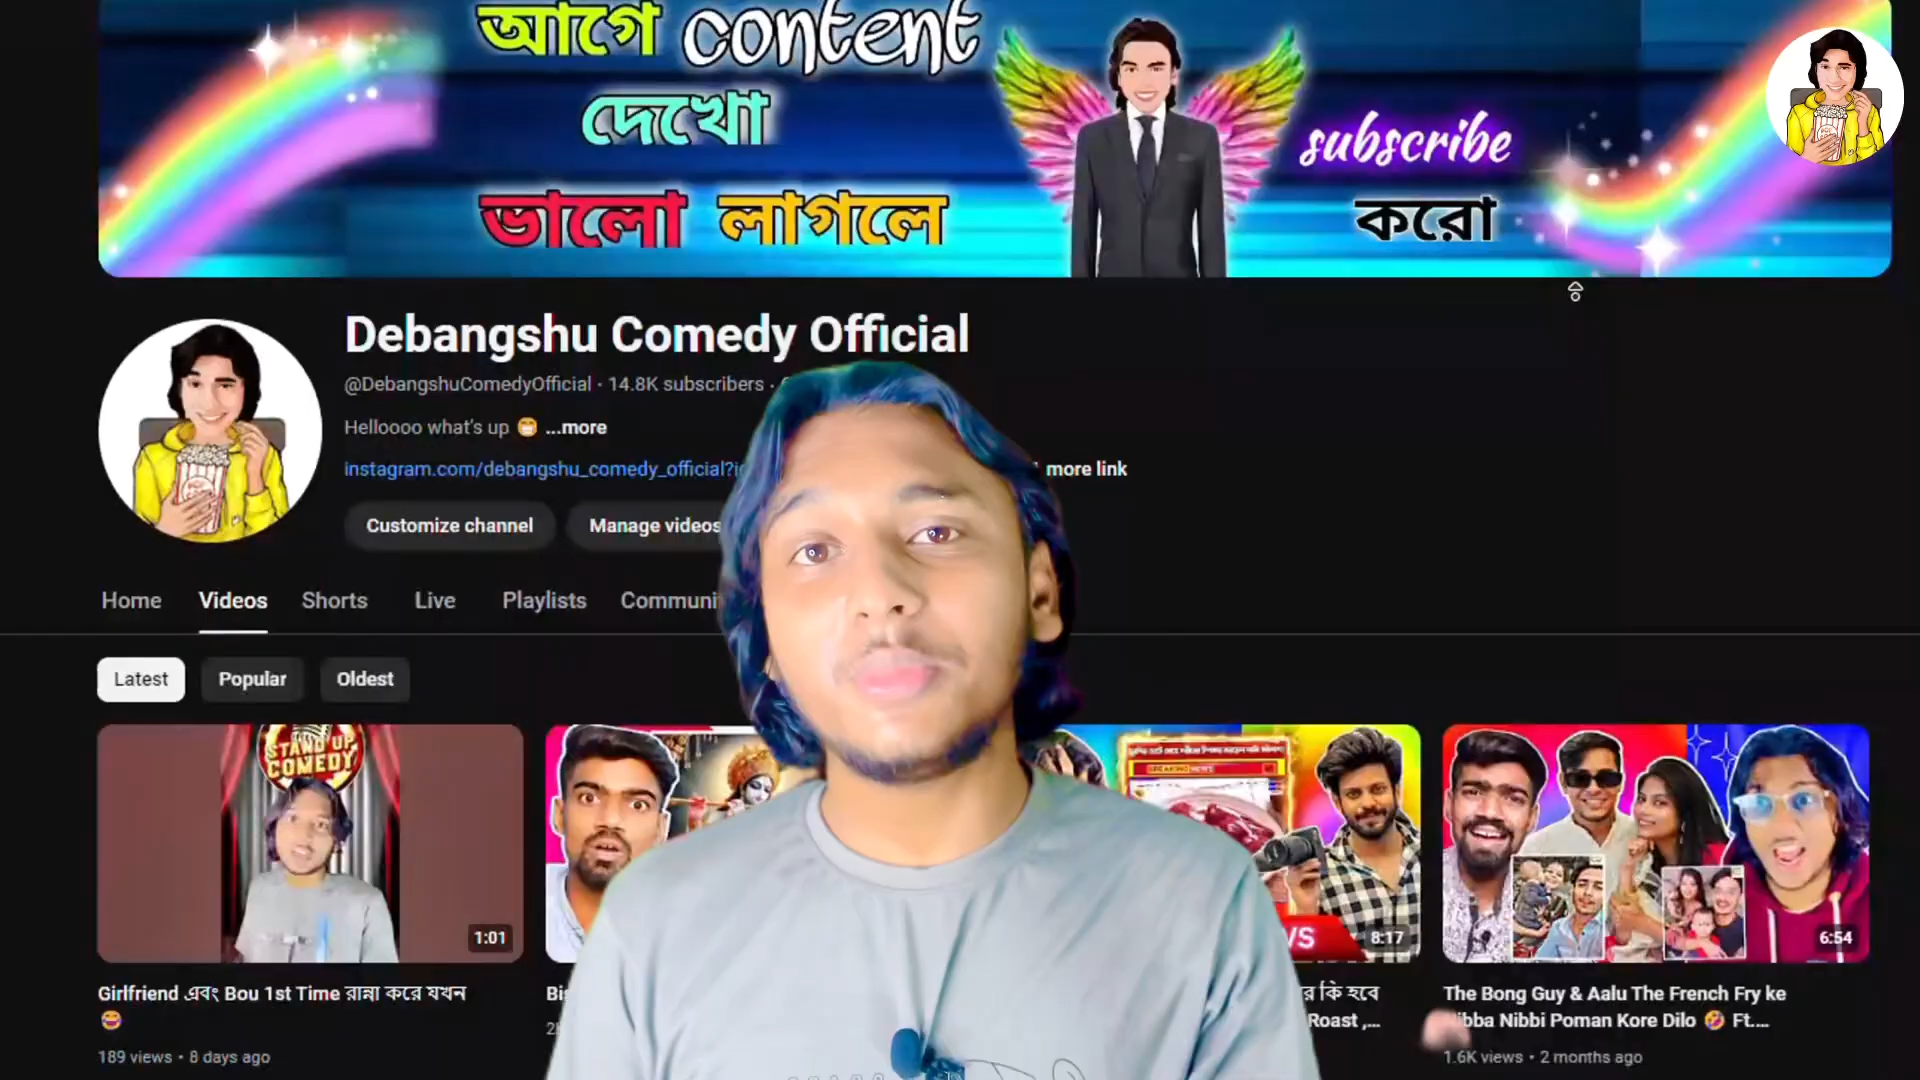 আগে content
দেখো
subscribe
ভালো লাগলে
করো
Debangshu Comedy Official
@DebangshuComedyOfficial · 14.8K subscribers ·
Helloooo what's up 😁 ...more
instagram.com/debangshu_comedy_official? more link
Customize channel
Manage videos
Home
Videos
Shorts
Live
Playlists
Latest
Popular
Oldest
STAND UP
COMEDY
1:01
BREAKING NEWS
8:17
6:54
Girlfriend এবং Bou 1st Time রান্না করে যখন
😂
189 views · 8 days ago
র কি হবে
Roast ,...
The Bong Guy & Aalu The French Fry ke
Nibba Nibbi Poman Kore Dilo 🤣 Ft....
1.6K views · 2 months ago